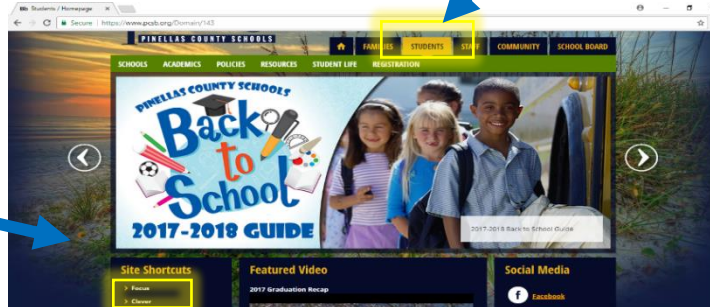 Students / Homepage
Secure https://www.pcsb.org/Domain/143
PINELLAS COUNTY SCHOOLS
FAMILIES STUDENTS STAFF COMMUNITY SCHOOL BOARD
SCHOOLS ACADEMICS POLICIES RESOURCES STUDENT LIFE REGISTRATION
PINELLAS COUNTY SCHOOLS
Back
to
School
2017-2018 GUIDE
2017-2018 Back to School Guide
Site Shortcuts Featured Video Social Media
Focus 2017 Graduation Recap
Clever Facebook